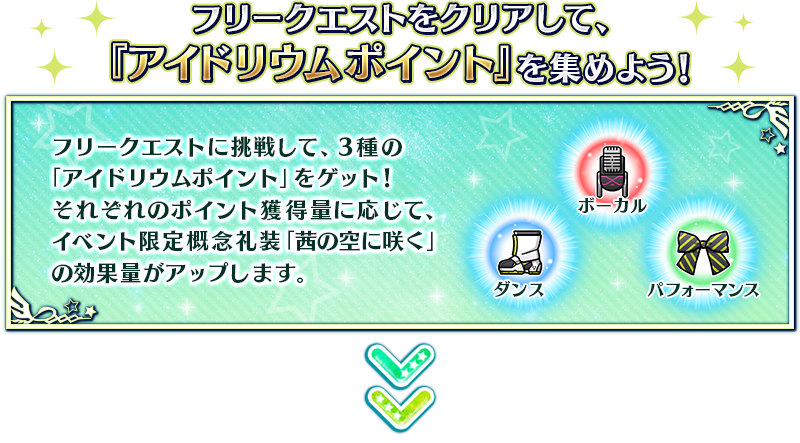 フリークエストをクリアして、
『アイドリウムポイント』を集めよう!
フリークエストに挑戦して、3種の
「アイドリウムポイント」をゲット!
それぞれのポイント獲得量に応じて、
イベント限定概念礼装「茜の空に咲く」
の効果量がアップします。
ボーカル
ダンス
パフォーマンス